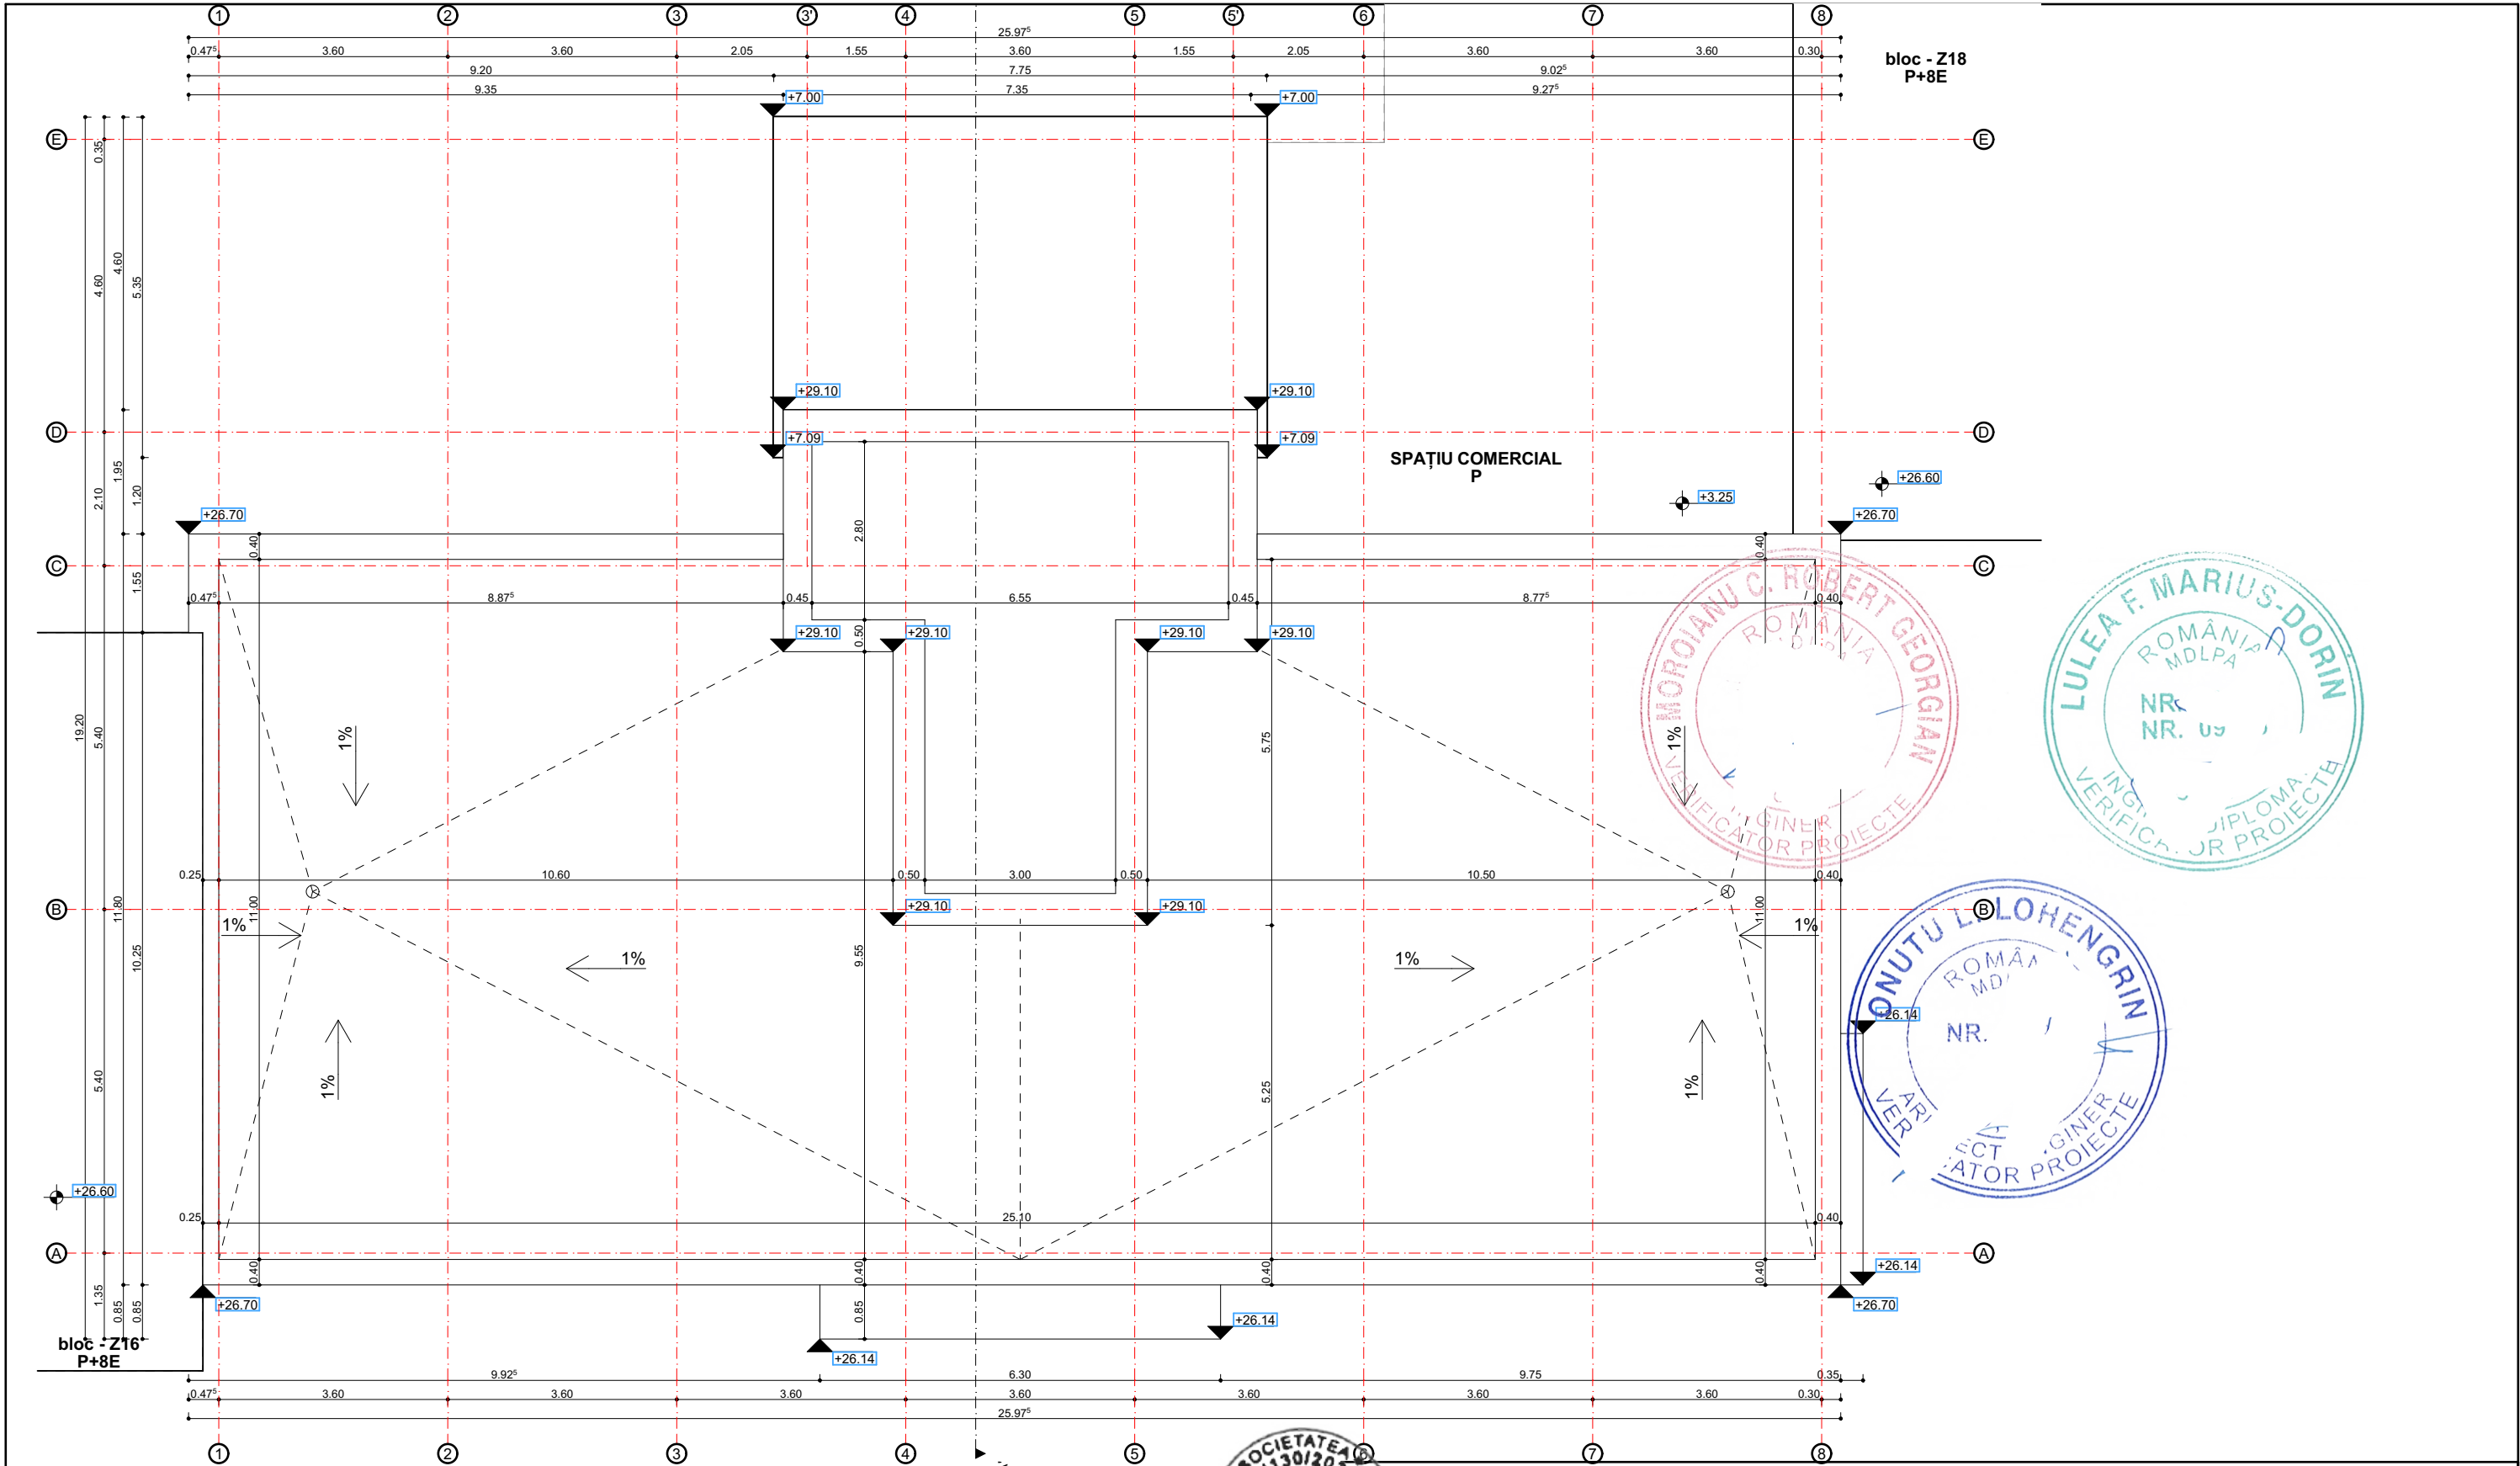 1 2 3 3' 4 5 5' 6 7 8
25.97⁵
0.47⁵ 3.60 3.60 2.05 1.55 3.60 1.55 2.05 3.60 3.60 0.30
9.20 7.75 9.02⁵
9.35 7.35 9.27⁵
bloc - Z18
P+8E
+7.00 +7.00
E E
0.35
4.60
4.60
5.35
+29.10 +29.10
D D
+7.09 +7.09
SPAȚIU COMERCIAL
P
+3.25
+26.60
2.10
1.95
1.20
+26.70 +26.70
0.40 2.80 0.40
C C
1.55
0.47⁵ 8.87⁵ 0.45 6.55 0.45 8.77⁵ 0.40
+29.10 +29.10 +29.10 +29.10
0.50
19.20
5.40
1% 5.75 1%
MOROIANU C. ROBERT GEORGIAN
ROMÂNIA
GINER
VERIFICATOR PROIECTE
LULEA F. MARIUS-DORIN
ROMÂNIA
MDLPA
NR.
NR. 09
DIPLOMA
PROIECTE
0.25 10.60 0.50 3.00 0.50 10.50 0.40
11.80
11.00 11.00
+29.10 +29.10
B B
1% 1%
10.25
9.55
1% 1%
LOHENGRIN
NR.
GINER
PROIECTE
+26.14
5.40
1% 5.25 1%
+26.60
0.25 25.10 0.40
A A
0.40 0.40 0.40 0.40
+26.14
1.35
0.85
0.85
+26.70 0.85 +26.70
+26.14
+26.14
bloc - Z16
P+8E
9.92⁵ 6.30 9.75 0.35
0.47⁵ 3.60 3.60 3.60 3.60 3.60 3.60 3.60 0.30
25.97⁵
1 2 3 4 5 6 7 8